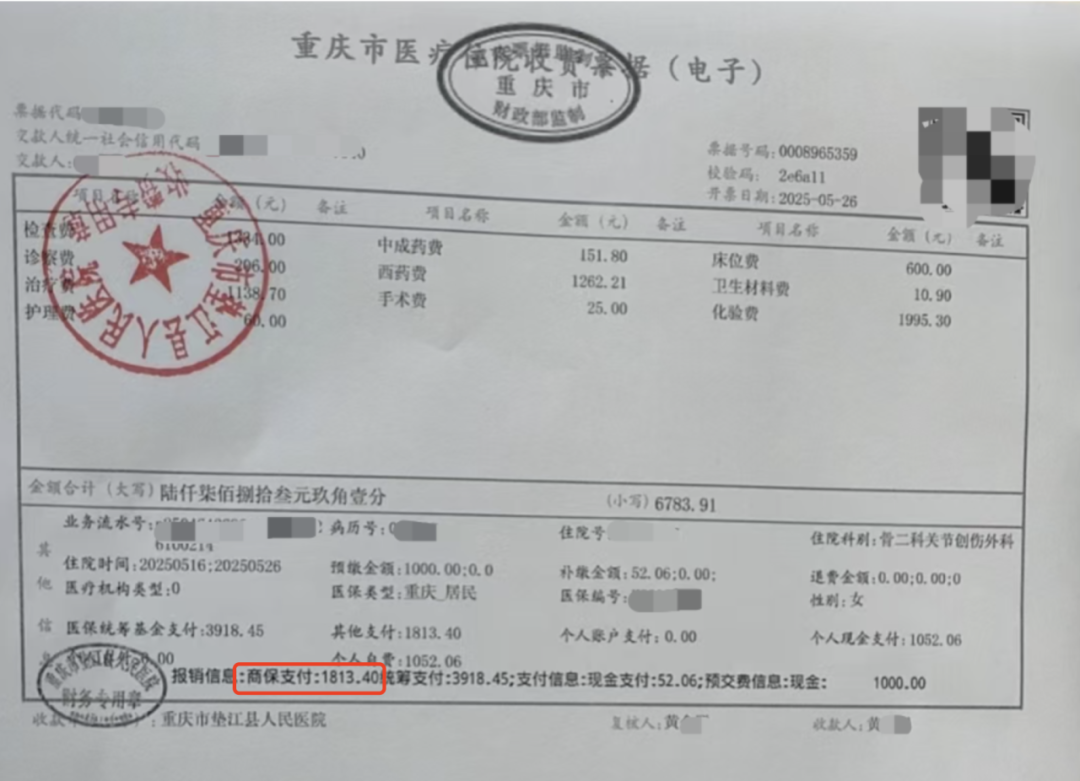 重庆市医疗住院收费票据（电子）
重庆市
财政部监制
票据代码
交款人统一社会信用代码
交款人:
票据号码:0008965359
校验码: 2e6a11
开票日期:2025-05-26
项目名称 金额（元） 备注 项目名称 金额（元） 备注 项目名称 金额（元） 备注
检查费 中成药费 151.80 床位费 600.00
诊察费 296.00 西药费 1262.21 卫生材料费 10.90
治疗费 1138.70 手术费 25.00 化验费 1995.30
护理费 60.00
金额合计（大写）陆仟柒佰捌拾叁元玖角壹分 （小写）6783.91
业务流水号: 病历号: 住院号 住院科别:骨二科关节创伤外科
其他信息
住院时间:20250516;20250526 预缴金额:1000.00;0.0 补缴金额:52.06;0.00; 退费金额:0.00;0.00;0
医疗机构类型:0 医保类型:重庆_居民 医保编号: 性别:女
医保统筹基金支付:3918.45 其他支付:1813.40 个人账户支付:0.00 个人现金支付:1052.06
0.00 个人自费:1052.06
报销信息:商保支付:1813.40统筹支付:3918.45;支付信息:现金支付:52.06;预交费信息:现金: 1000.00
财务专用章
收款 :重庆市垫江县人民医院 复核人:黄 收款人:黄